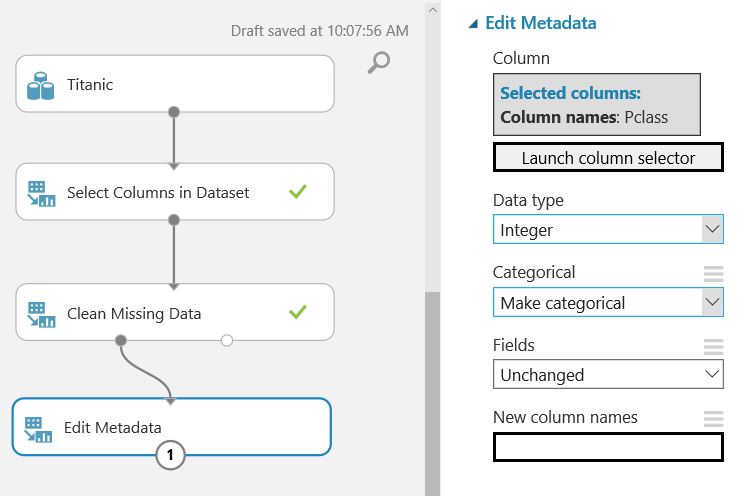 Draft saved at 10:07:56 AM
Titanic
Select Columns in Dataset
Clean Missing Data
Edit Metadata
1
Edit Metadata
Column
Selected columns:
Column names: Pclass
Launch column selector
Data type
Integer
Categorical
Make categorical
Fields
Unchanged
New column names